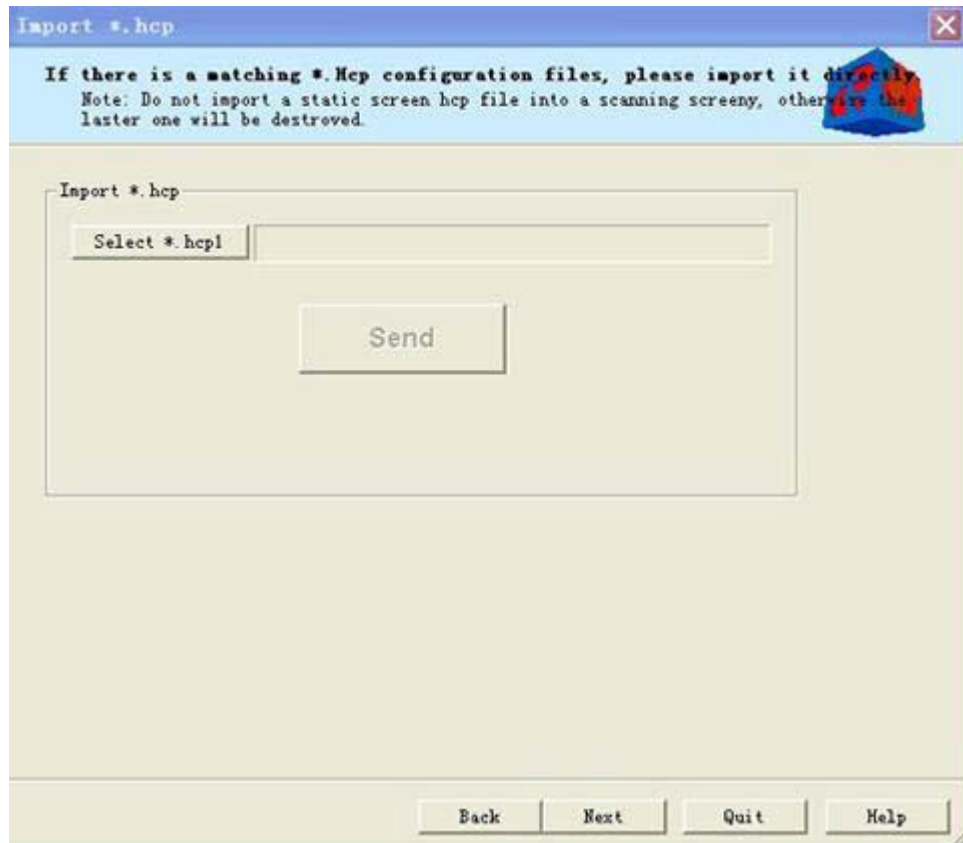 Import *.hcp
If there is a matching *.Hcp configuration files, please import it directly.
Note: Do not import a static screen hcp file into a scanning screeny, otherwise the
laster one will be destroved.
Import *.hcp
Select *.hcp1
Send
Back
Next
Quit
Help